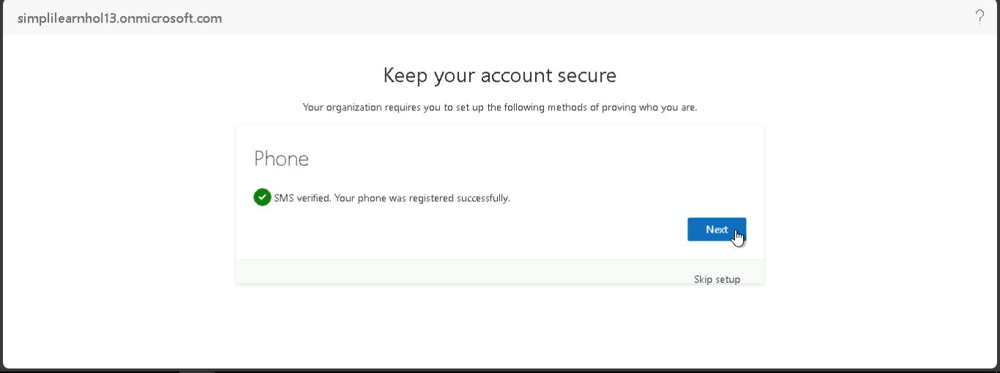 simplilearnhol13.onmicrosoft.com
?
Keep your account secure
Your organization requires you to set up the following methods of proving who you are.
Phone
SMS verified. Your phone was registered successfully.
Next
Skip setup